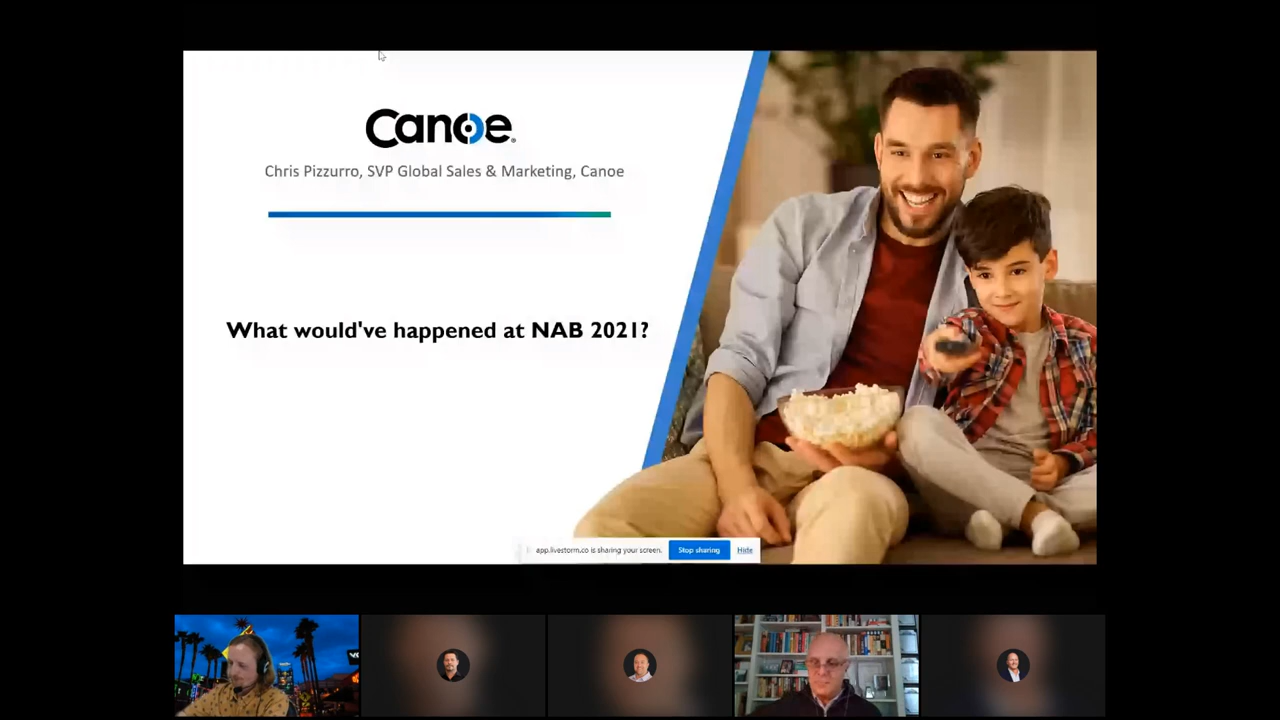 Canoe
Chris Pizzurro, SVP Global Sales & Marketing, Canoe
What would've happened at NAB 2021?
app.livestorm.co is sharing your screen. Stop sharing Hide